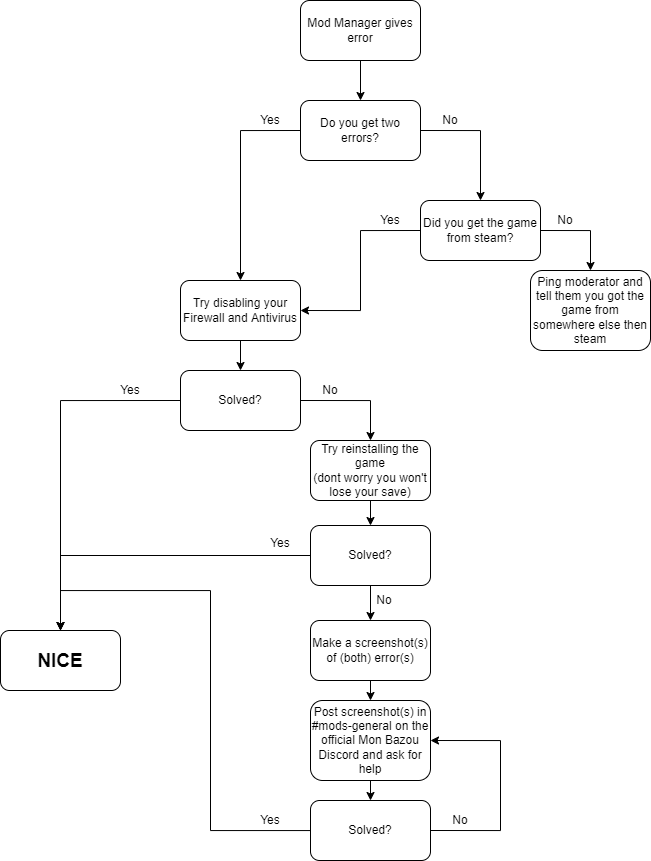 Mod Manager gives
error
Do you get two
errors?
Yes
No
Did you get the game
from steam?
Yes
No
Ping moderator and
tell them you got the
game from
somewhere else then
steam
Try disabling your
Firewall and Antivirus
Solved?
Yes
No
Try reinstalling the
game
(dont worry you won't
lose your save)
Solved?
Yes
No
NICE
Make a screenshot(s)
of (both) error(s)
Post screenshot(s) in
#mods-general on the
official Mon Bazou
Discord and ask for
help
Solved?
Yes
No